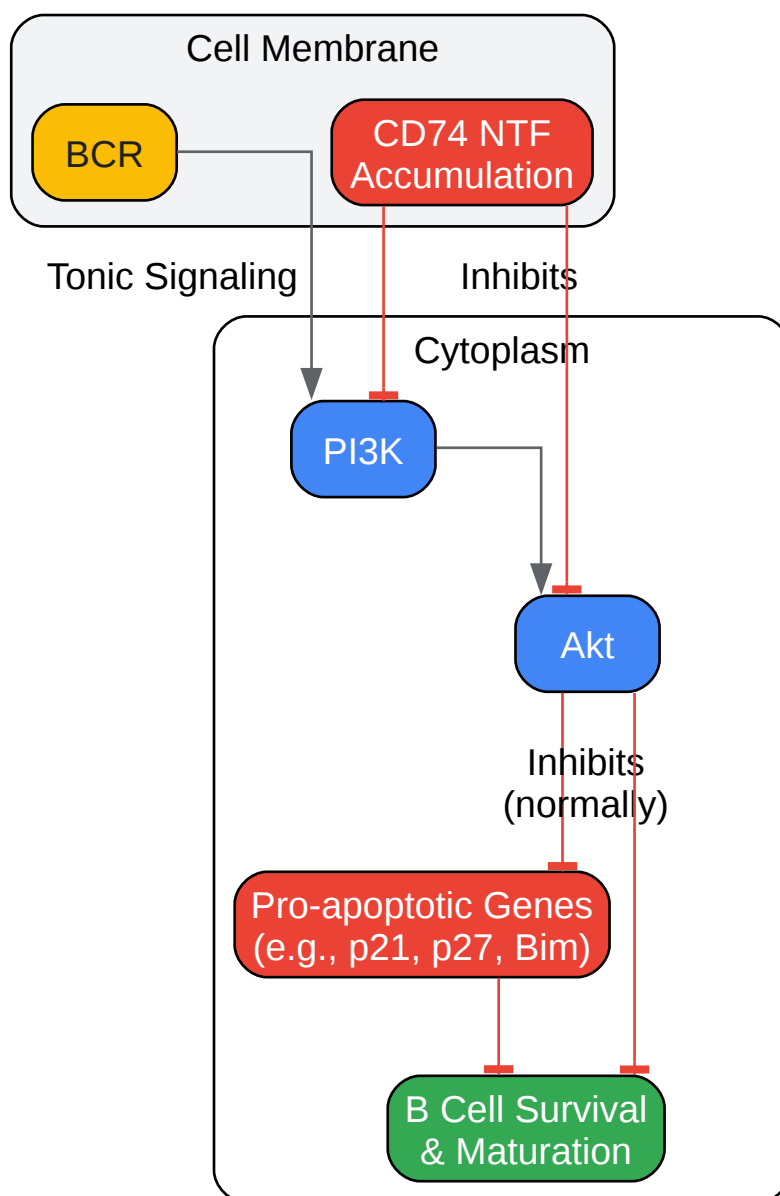 Cell Membrane
BCR
CD74 NTF
Accumulation
Tonic Signaling
Inhibits
Cytoplasm
PI3K
Akt
Inhibits
(normally)
Pro-apoptotic Genes
(e.g., p21, p27, Bim)
B Cell Survival
& Maturation